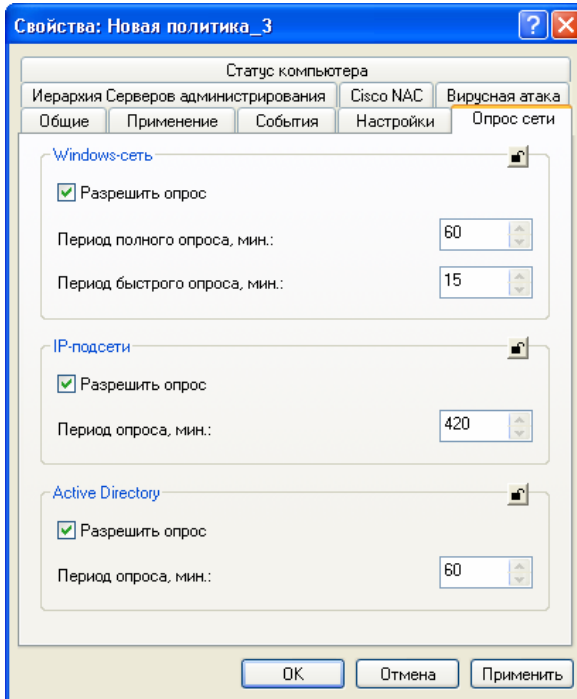 Свойства: Новая политика_3
Статус компьютера
Иерархия Серверов администрирования Cisco NAC Вирусная атака
Общие Применение События Настройки Опрос сети
Windows-сеть
Разрешить опрос
Период полного опроса, мин.: 60
Период быстрого опроса, мин.: 15
IP-подсети
Разрешить опрос
Период опроса, мин.: 420
Active Directory
Разрешить опрос
Период опроса, мин.: 60
OK Отмена Применить